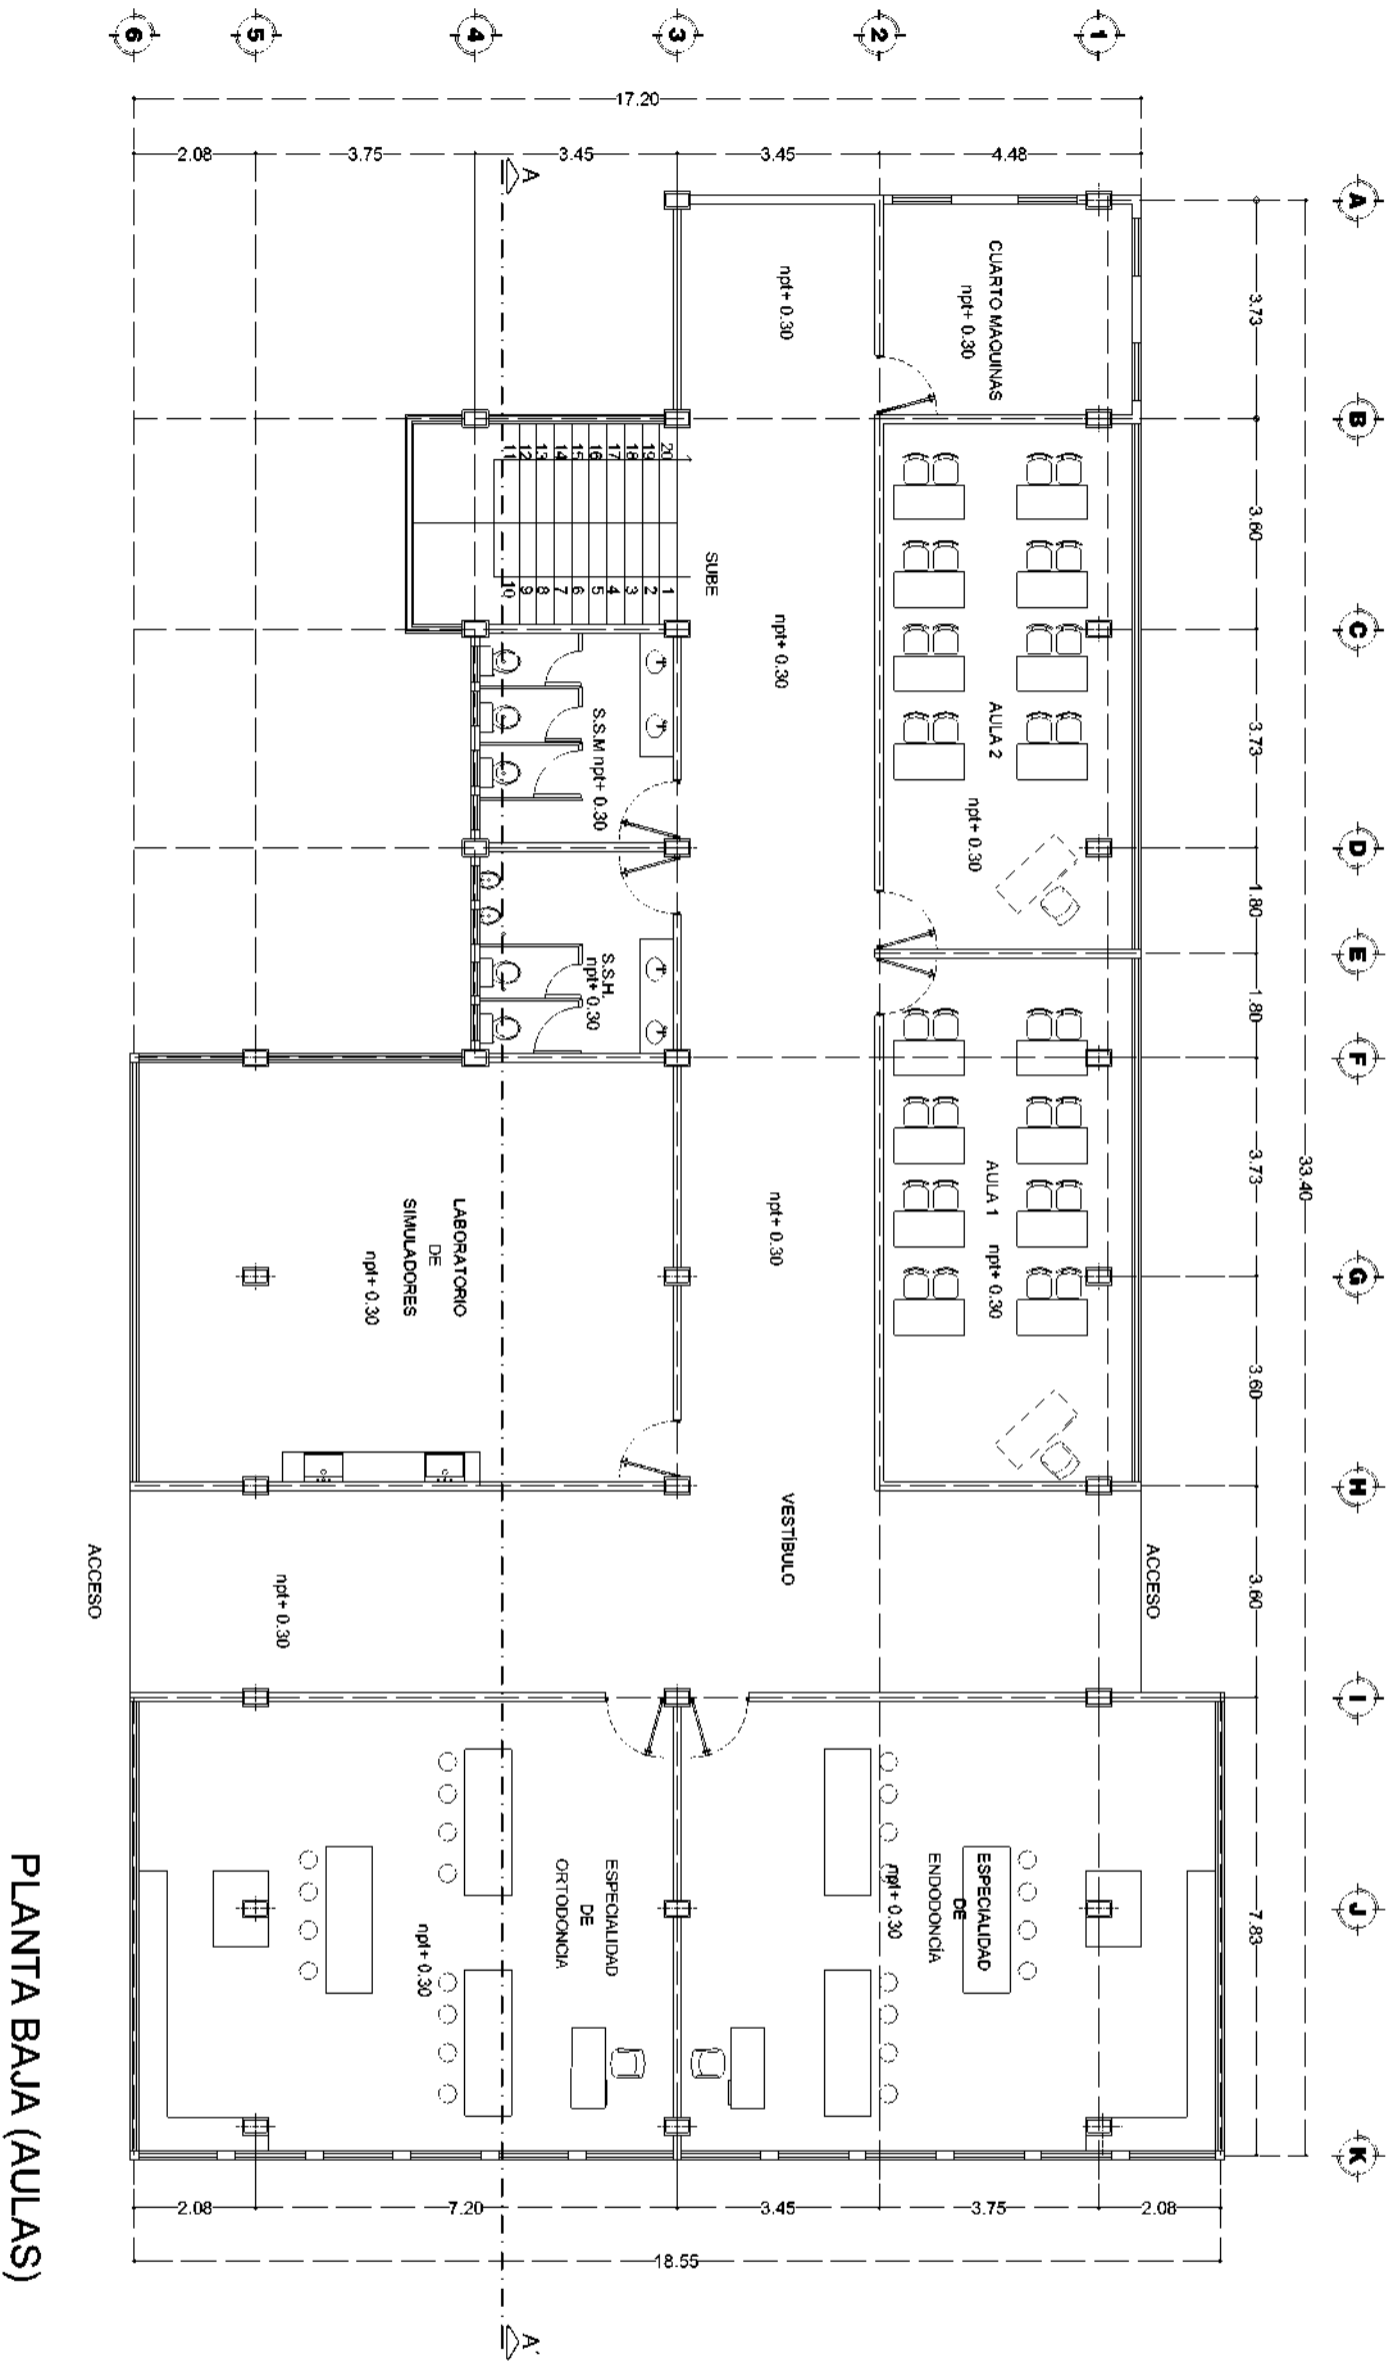 6
5
4
3
2
1
17.20
2.08
3.75
3.45
3.45
4.48
A
A
B
C
D
E
F
G
H
I
J
K
3.73
3.60
3.73
1.80
1.80
3.73
3.60
3.60
7.83
33.40
CUARTO MAQUINAS
npt+ 0.30
npt+ 0.30
20
19
18
17
16
15
14
13
12
11
1
2
3
4
5
6
7
8
9
10
SUBE
npt+ 0.30
AULA 2
npt+ 0.30
S.S.M npt+ 0.30
S.S.H.
npt+ 0.30
AULA 1
npt+ 0.30
npt+ 0.30
LABORATORIO
DE
SIMULADORES
npt+ 0.30
VESTÍBULO
ACCESO
ACCESO
npt+ 0.30
ESPECIALIDAD
DE
ENDODONCÍA
npt+ 0.30
ESPECIALIDAD
DE
ORTODONCIA
npt+ 0.30
2.08
7.20
3.45
3.75
2.08
18.55
A'
PLANTA BAJA (AULAS)